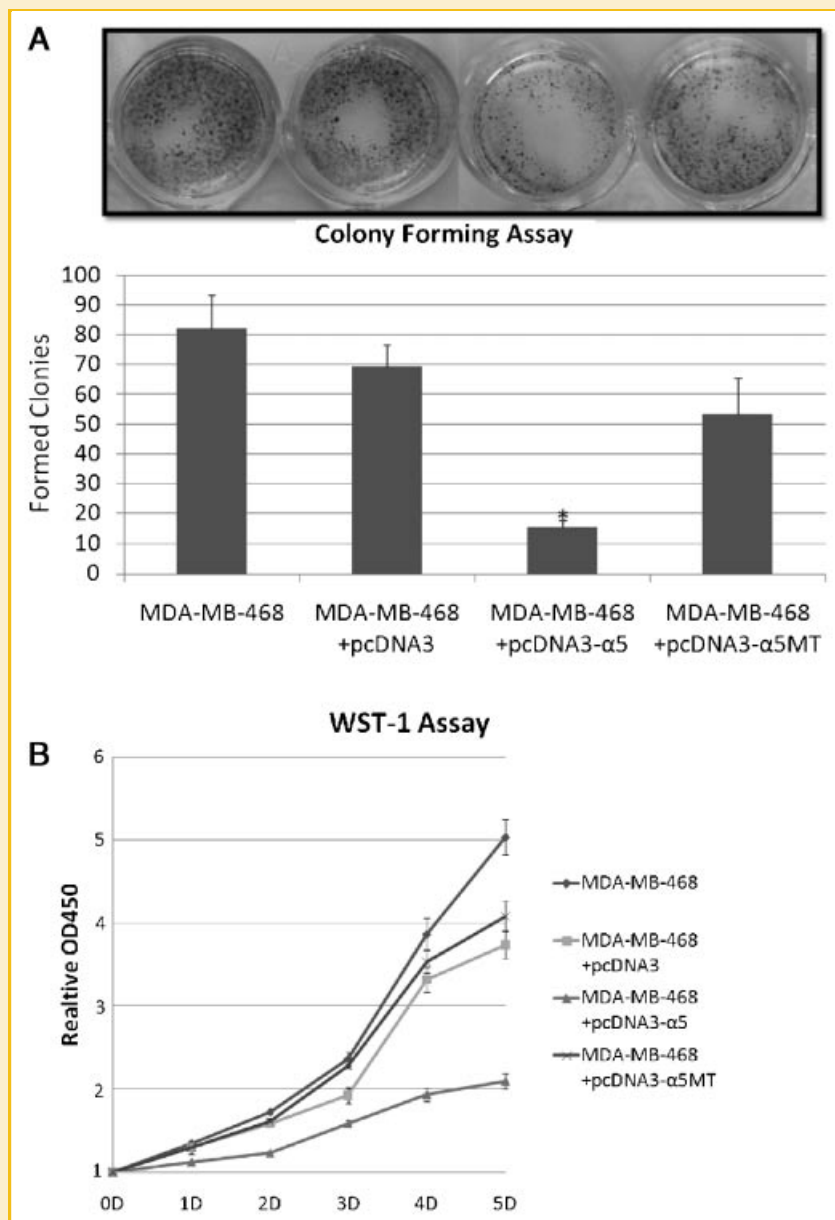 A
Colony Forming Assay
100
90
80
70
60
50
40
30
20
10
0
Formed Clonies
*
MDA-MB-468
MDA-MB-468
+pcDNA3
MDA-MB-468
+pcDNA3-α5
MDA-MB-468
+pcDNA3-α5MT
WST-1 Assay
B
6
5
4
3
2
1
Realtive OD450
0D
1D
2D
3D
4D
5D
MDA-MB-468
MDA-MB-468
+pcDNA3
MDA-MB-468
+pcDNA3-α5
MDA-MB-468
+pcDNA3-α5MT